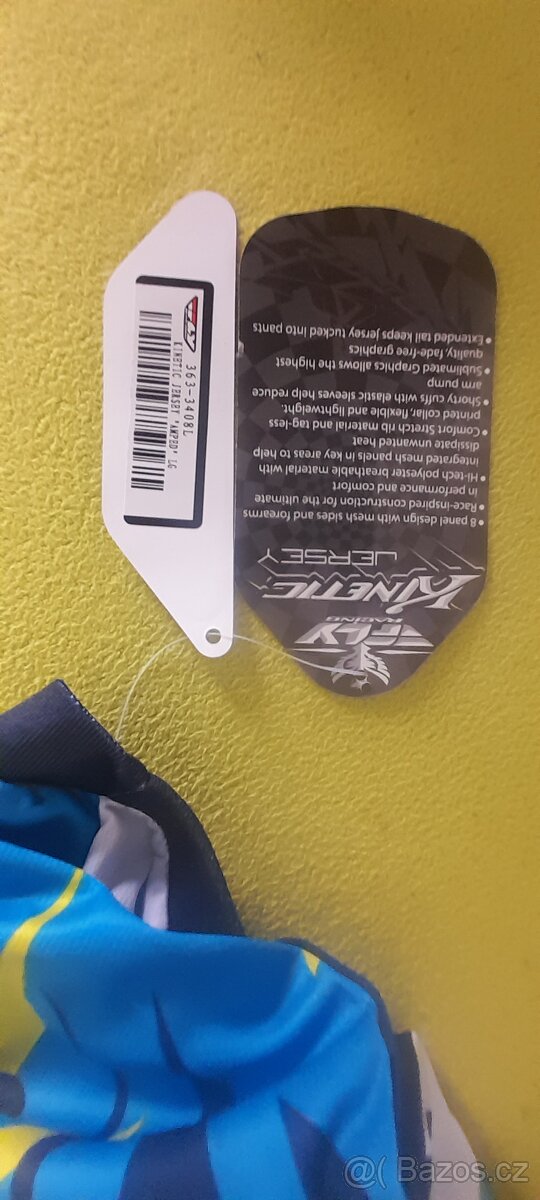 FLY
RACING
KINETIC
JERSEY
• 8 panel design with mesh sides and forearms
• Race-inspired construction for the ultimate
in performance and comfort
• Hi-tech polyester breathable material with
integrated mesh panels in key areas to help
dissipate unwanted heat
• Comfort Stretch rib material and tag-less
printed collar, flexible and lightweight
• Shorty cuffs with elastic sleeves help reduce
arm pump
• Sublimated Graphics allows the highest
quality fade-free graphics
• Extended tail keeps jersey tucked into pants
FLY
363-3408L
KINETIC JERSEY 'AMPED' LG
@( Bazos.cz